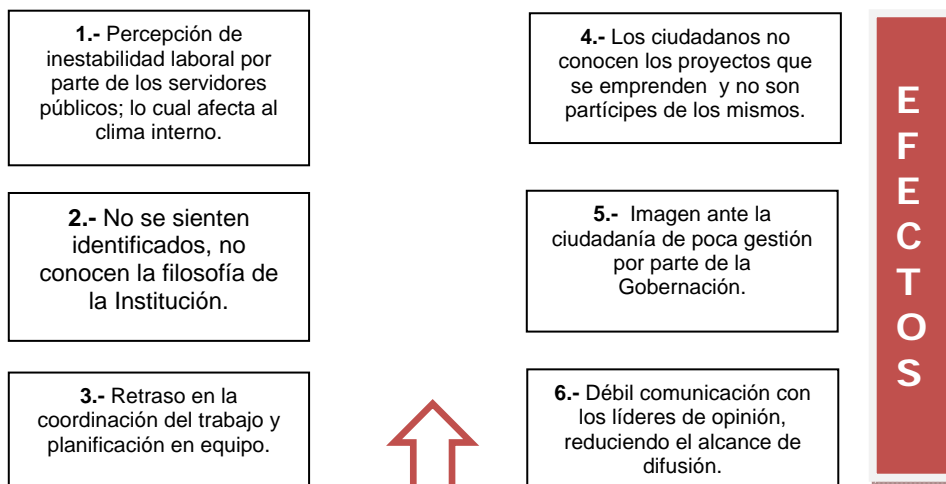 1.- Percepción de
inestabilidad laboral por
parte de los servidores
públicos; lo cual afecta al
clima interno.
2.- No se sienten
identificados, no
conocen la filosofía de
la Institución.
3.- Retraso en la
coordinación del trabajo y
planificación en equipo.
4.- Los ciudadanos no
conocen los proyectos que
se emprenden y no son
partícipes de los mismos.
5.- Imagen ante la
ciudadanía de poca gestión
por parte de la
Gobernación.
6.- Débil comunicación con
los líderes de opinión,
reduciendo el alcance de
difusión.
E
F
E
C
T
O
S